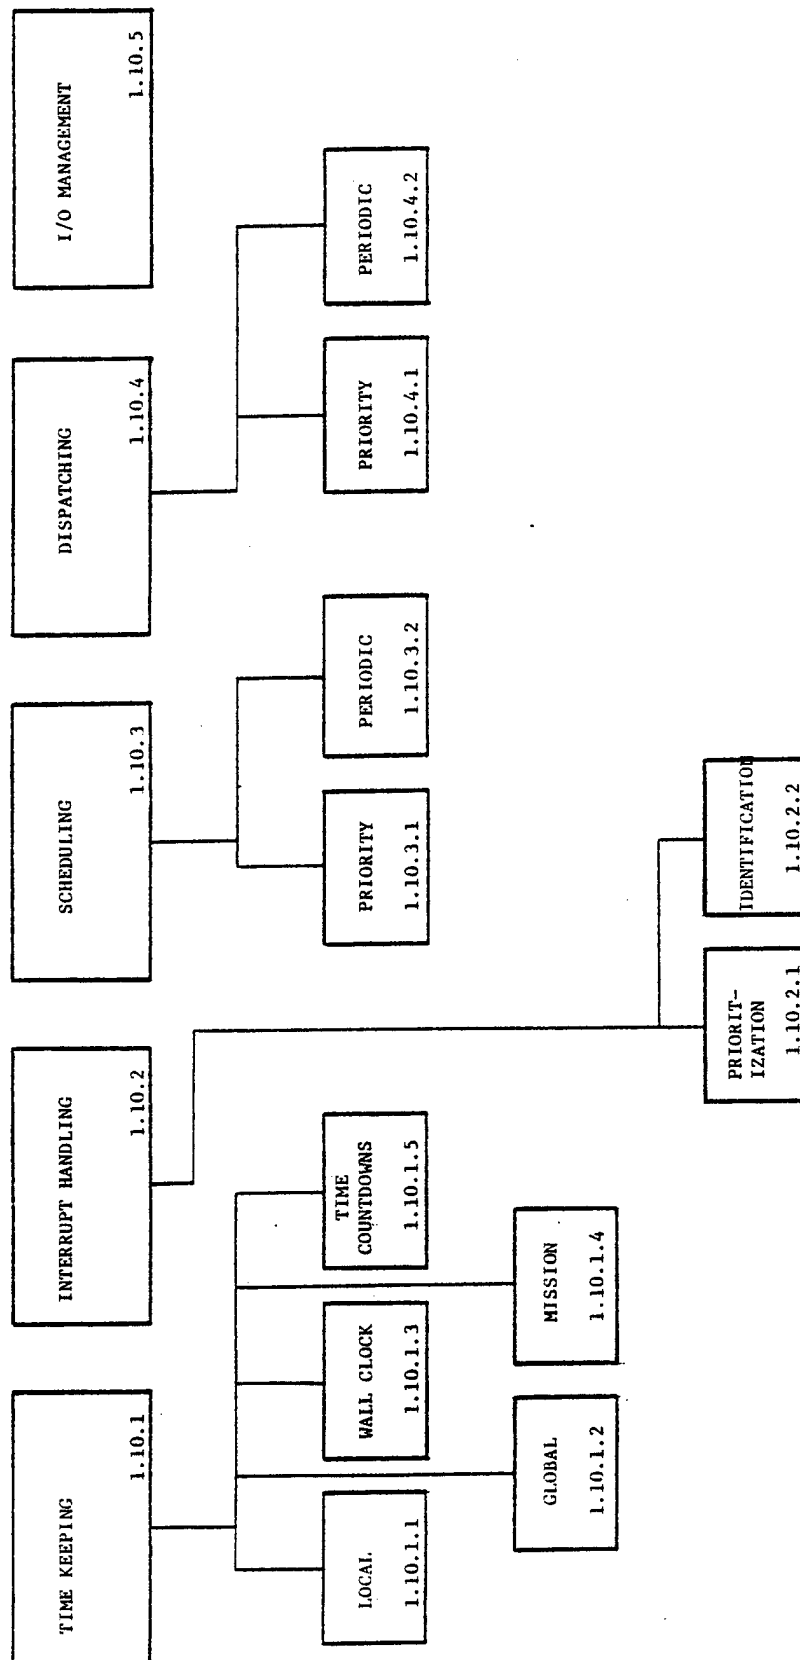 TIME KEEPING
1.10.1
INTERRUPT HANDLING
1.10.2
SCHEDULING
1.10.3
DISPATCHING
1.10.4
I/O MANAGEMENT
1.10.5
LOCAL
1.10.1.1
WALL CLOCK
1.10.1.3
TIME
COUNTDOWNS
1.10.1.5
PRIORITY
1.10.3.1
PERIODIC
1.10.3.2
PRIORITY
1.10.4.1
PERIODIC
1.10.4.2
GLOBAL
1.10.1.2
MISSION
1.10.1.4
PRIORIT-
IZATION
1.10.2.1
IDENTIFICATION
1.10.2.2